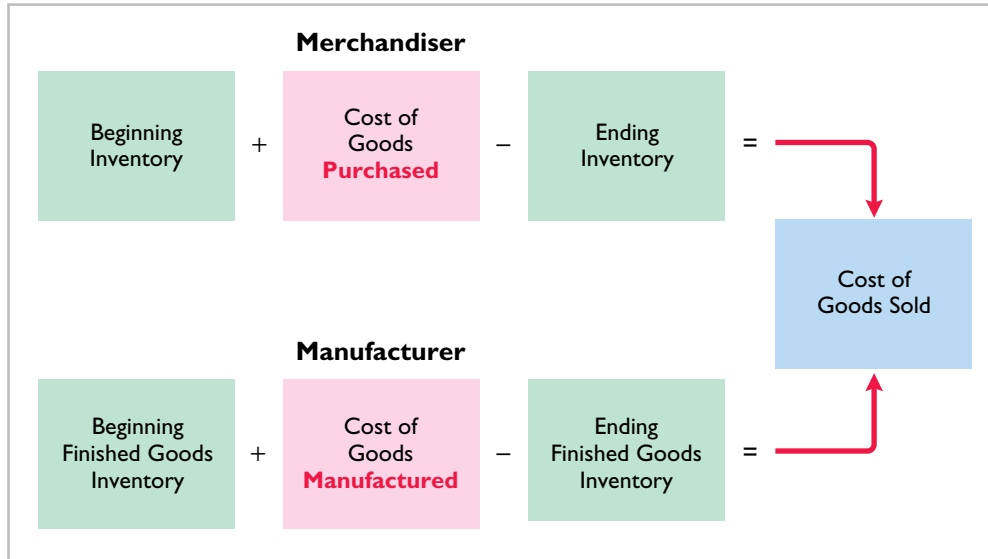 Merchandiser
Beginning
Inventory
+
Cost of
Goods
Purchased
–
Ending
Inventory
=
Cost of
Goods Sold
Manufacturer
Beginning
Finished Goods
Inventory
+
Cost of
Goods
Manufactured
–
Ending
Finished Goods
Inventory
=